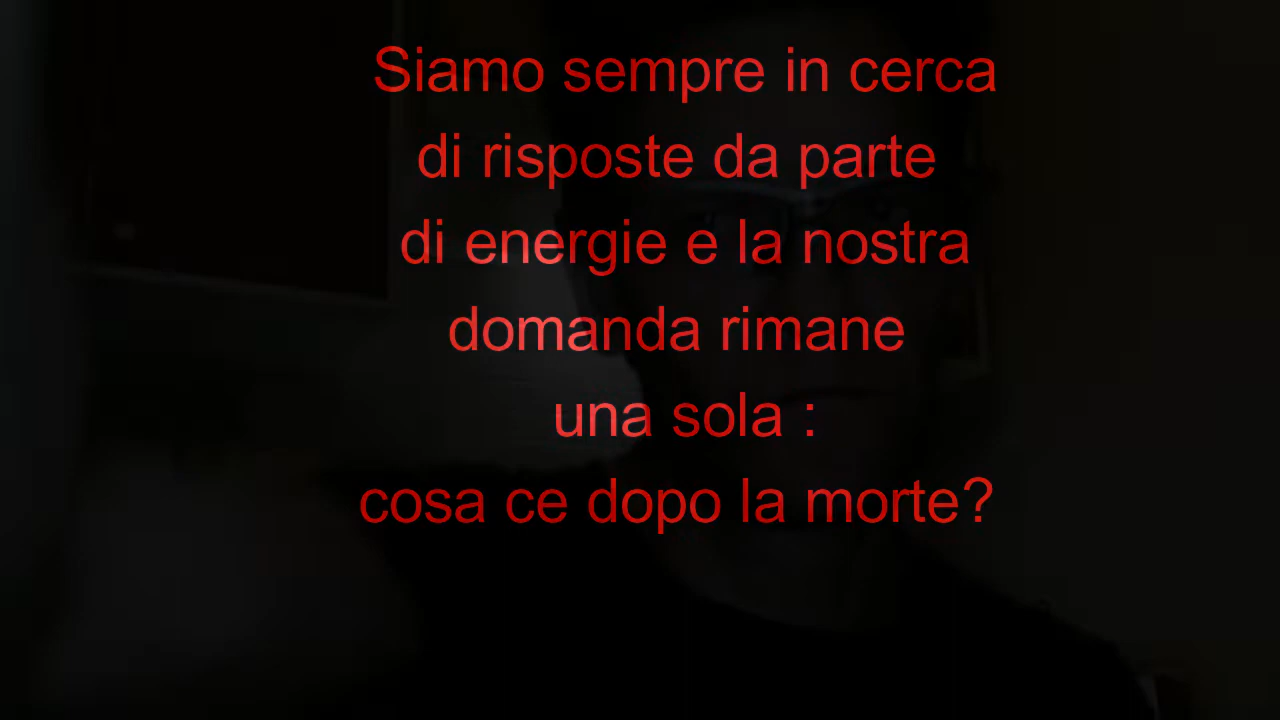 Siamo sempre in cerca
di risposte da parte
di energie e la nostra
domanda rimane
una sola :
cosa ce dopo la morte?